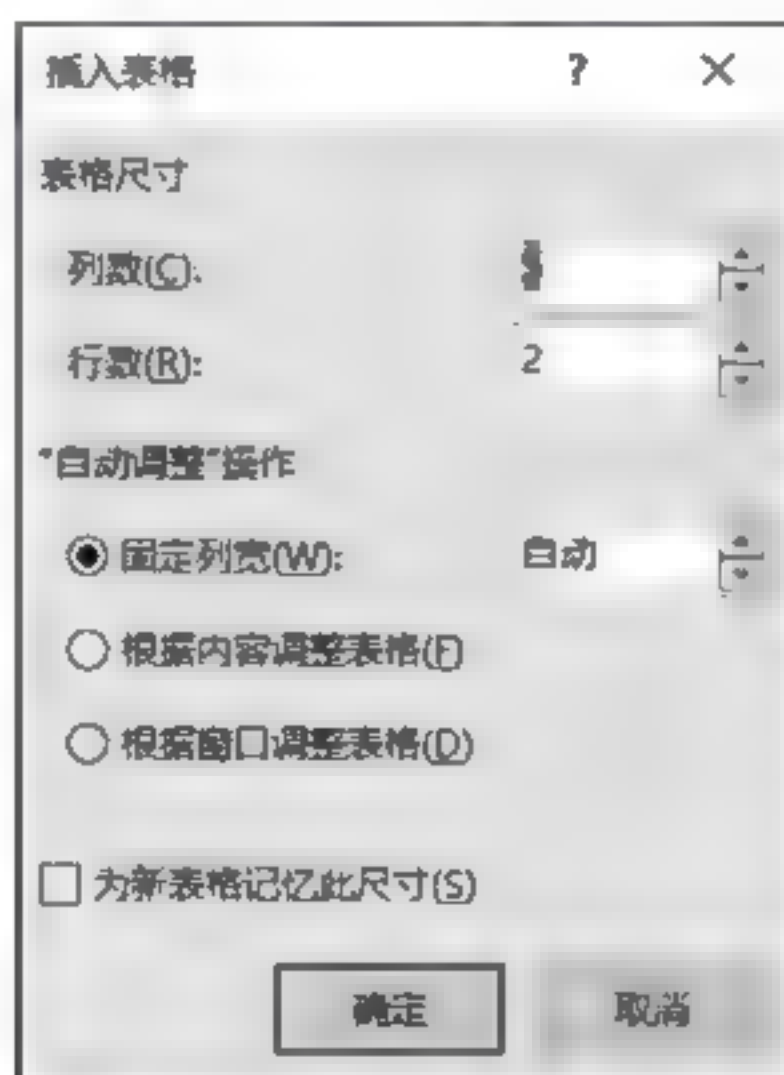 插入表格 ? ×
表格尺寸
列数(C):
行数(R): 2
"自动调整"操作
固定列宽(W): 自动
根据内容调整表格(F)
根据窗口调整表格(D)
为新表格记忆此尺寸(S)
确定 取消